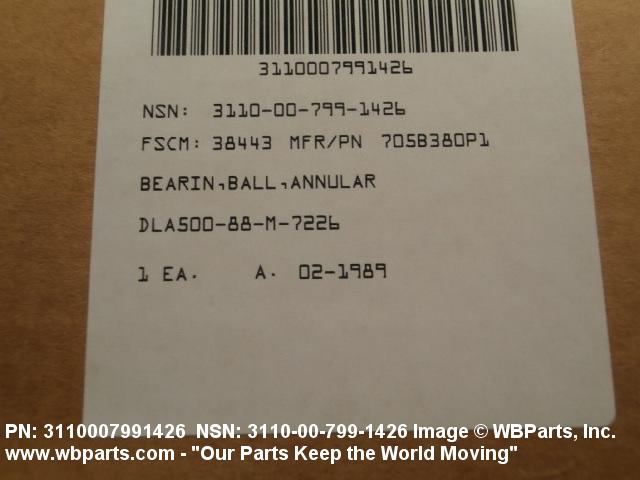 3110007991426
NSN: 3110-00-799-1426
FSCM: 38443 MFR/PN 705B380P1
BEARIN,BALL,ANNULAR
DLA500-88-M-7226
1 EA. A. 02-1989
PN: 3110007991426 NSN: 3110-00-799-1426 Image © WBParts, Inc.
www.wbparts.com - "Our Parts Keep the World Moving"